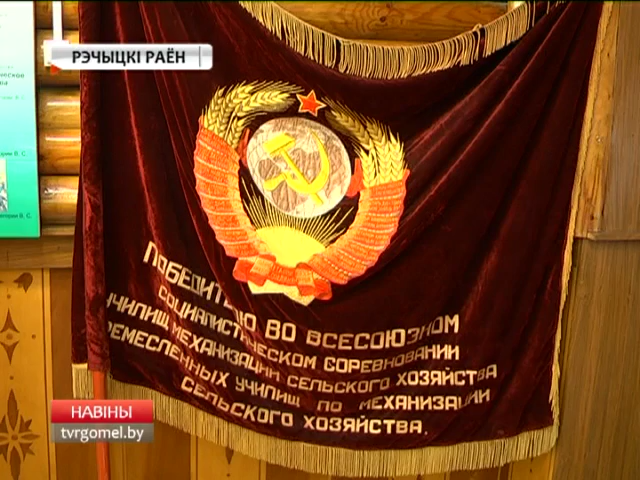 РЭЧЫЦКІ РАЁН
ПОБЕДИТЕЛЮ ВО ВСЕСОЮЗНОМ
СОЦИАЛИСТИЧЕСКОМ СОРЕВНОВАНИИ
УЧИЛИЩ МЕХАНИЗАЦИИ СЕЛЬСКОГО ХОЗЯЙСТВА
РЕМЕСЛЕННЫХ УЧИЛИЩ ПО МЕХАНИЗАЦИИ
СЕЛЬСКОГО ХОЗЯЙСТВА.
НАВІНЫ
tvrgomel.by